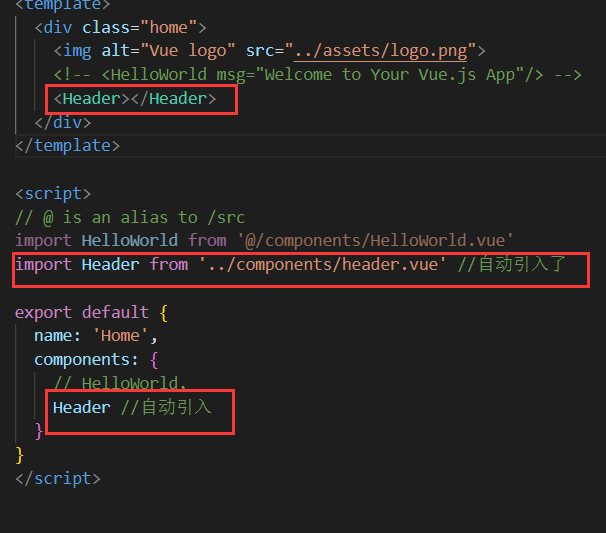 <template>
<div class="home">
<img alt="Vue logo" src="../assets/logo.png">
<!-- <HelloWorld msg="Welcome to Your Vue.js App"/> -->
<Header></Header>
</div>
</template>
<script>
// @ is an alias to /src
import HelloWorld from '@/components/HelloWorld.vue'
import Header from '../components/header.vue' //自动引入了
export default {
name: 'Home',
components: {
// HelloWorld,
Header //自动引入
}
}
</script>